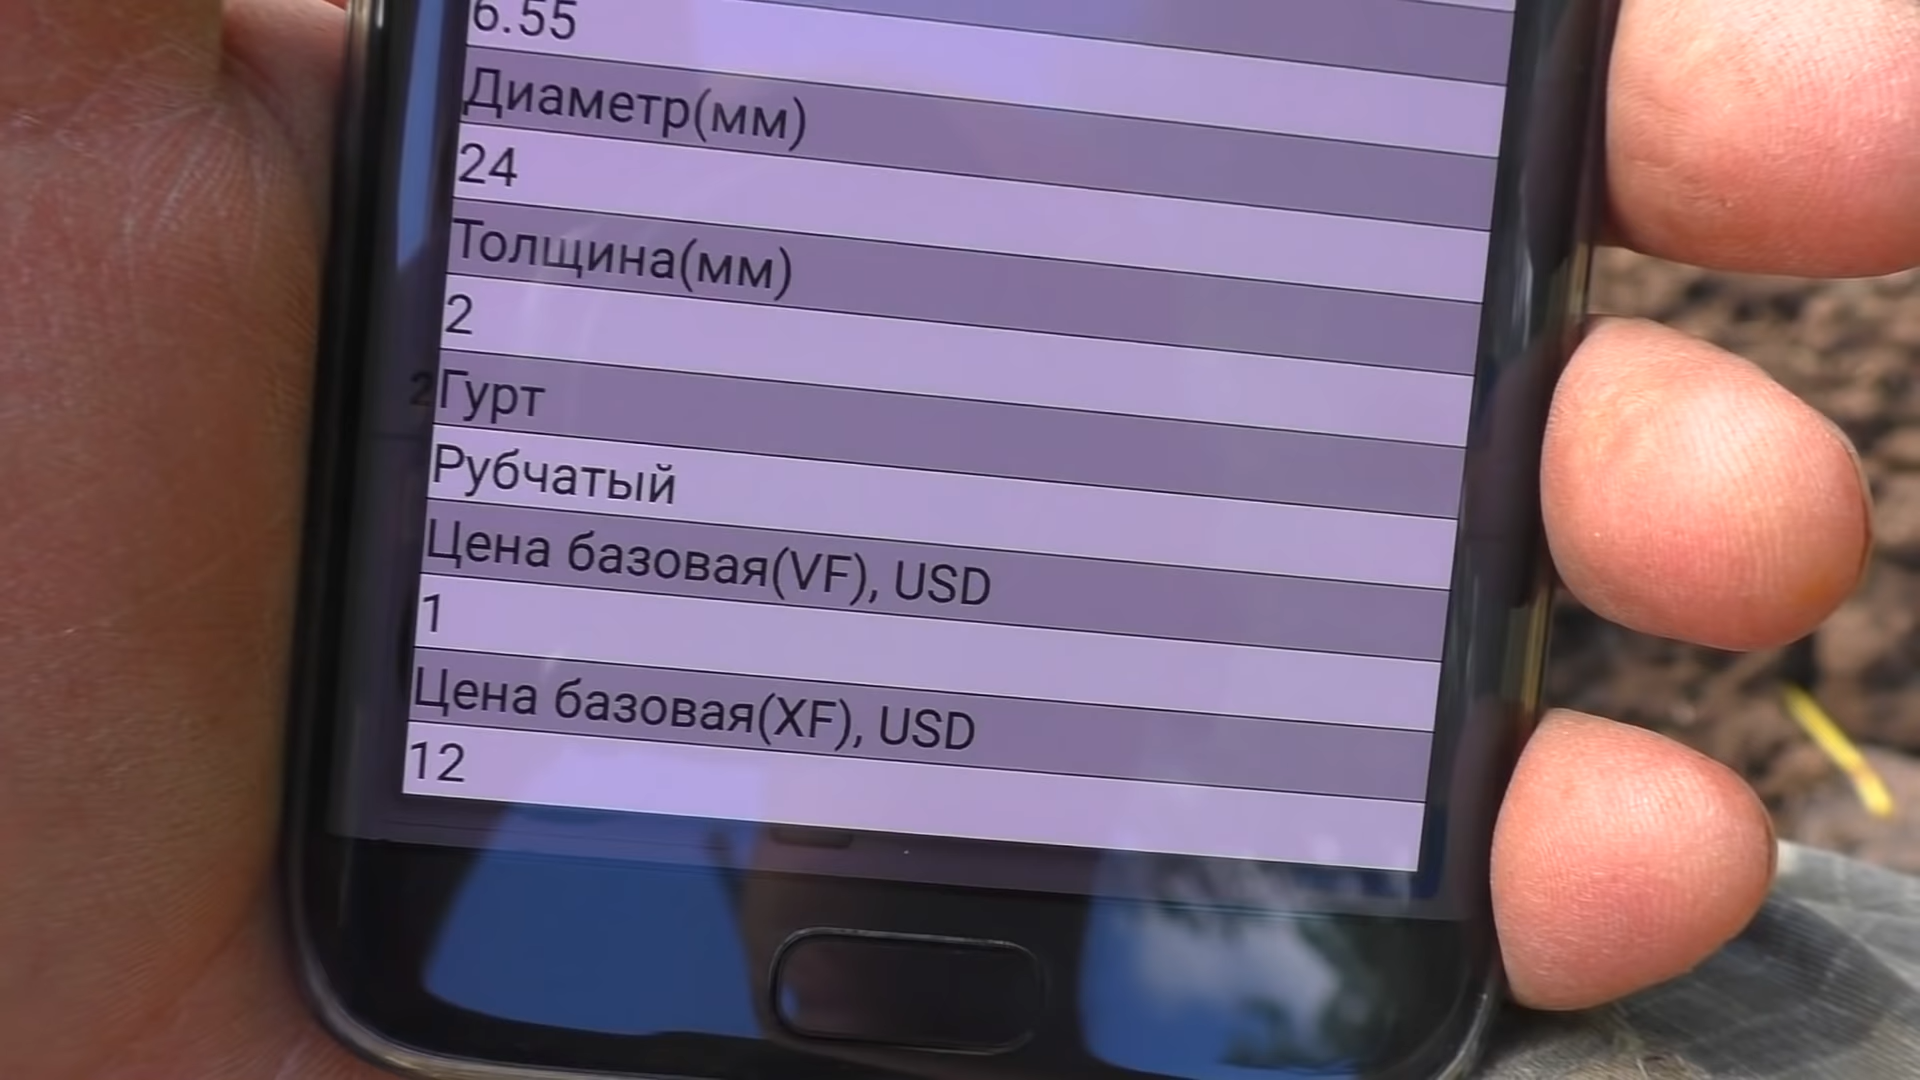 6.55
Диаметр(мм)
24
Толщина(мм)
2
2
Гурт
Рубчатый
Цена базовая(VF), USD
1
Цена базовая(XF), USD
12